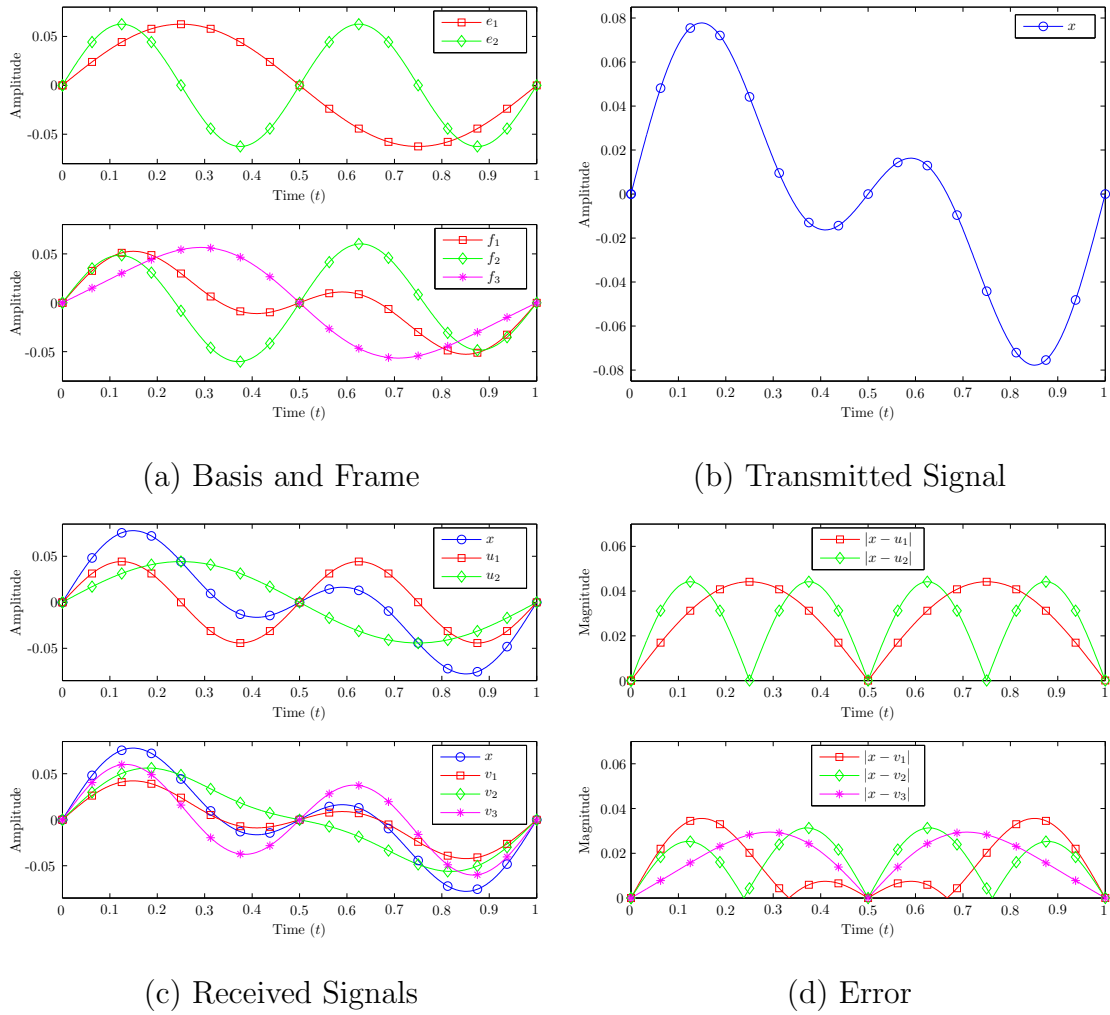 0.05
0
-0.05
Amplitude
0 0.1 0.2 0.3 0.4 0.5 0.6 0.7 0.8 0.9 1
Time (t)
e1
e2
0.05
0
-0.05
Amplitude
0 0.1 0.2 0.3 0.4 0.5 0.6 0.7 0.8 0.9 1
Time (t)
f1
f2
f3
(a) Basis and Frame
0.08
0.06
0.04
0.02
0
-0.02
-0.04
-0.06
-0.08
Amplitude
0 0.1 0.2 0.3 0.4 0.5 0.6 0.7 0.8 0.9 1
Time (t)
x
(b) Transmitted Signal
0.05
0
-0.05
Amplitude
0 0.1 0.2 0.3 0.4 0.5 0.6 0.7 0.8 0.9 1
Time (t)
x
u1
u2
0.05
0
-0.05
Amplitude
0 0.1 0.2 0.3 0.4 0.5 0.6 0.7 0.8 0.9 1
Time (t)
x
v1
v2
v3
(c) Received Signals
0.06
0.04
0.02
0
Magnitude
0 0.1 0.2 0.3 0.4 0.5 0.6 0.7 0.8 0.9 1
Time (t)
|x − u1|
|x − u2|
0.06
0.04
0.02
0
Magnitude
0 0.1 0.2 0.3 0.4 0.5 0.6 0.7 0.8 0.9 1
Time (t)
|x − v1|
|x − v2|
|x − v3|
(d) Error